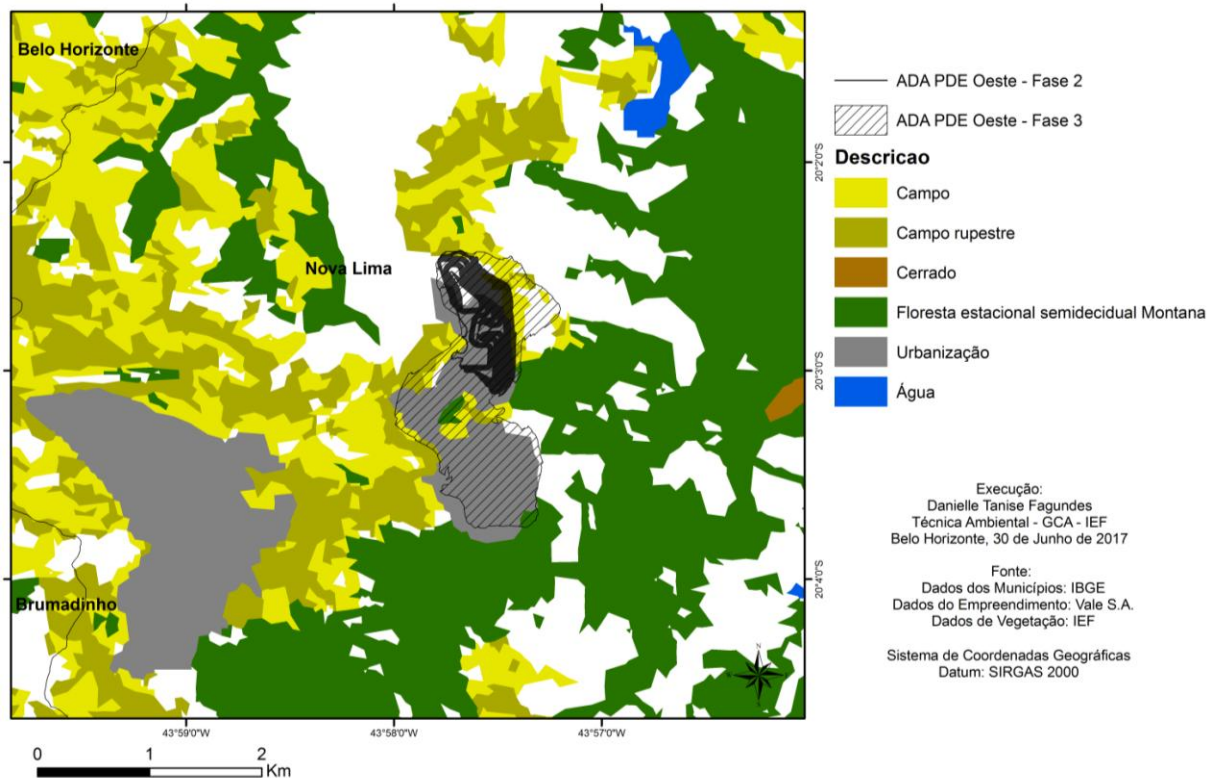 Belo Horizonte
Nova Lima
Brumadinho
20°2'0"S
20°3'0"S
20°4'0"S
43°59'0"W
43°58'0"W
43°57'0"W
N
0 1 2
Km
ADA PDE Oeste - Fase 2
ADA PDE Oeste - Fase 3
Descricao
Campo
Campo rupestre
Cerrado
Floresta estacional semidecidual Montana
Urbanização
Água
Execução:
Danielle Tanise Fagundes
Técnica Ambiental - GCA - IEF
Belo Horizonte, 30 de Junho de 2017
Fonte:
Dados dos Municípios: IBGE
Dados do Empreendimento: Vale S.A.
Dados de Vegetação: IEF
Sistema de Coordenadas Geográficas
Datum: SIRGAS 2000